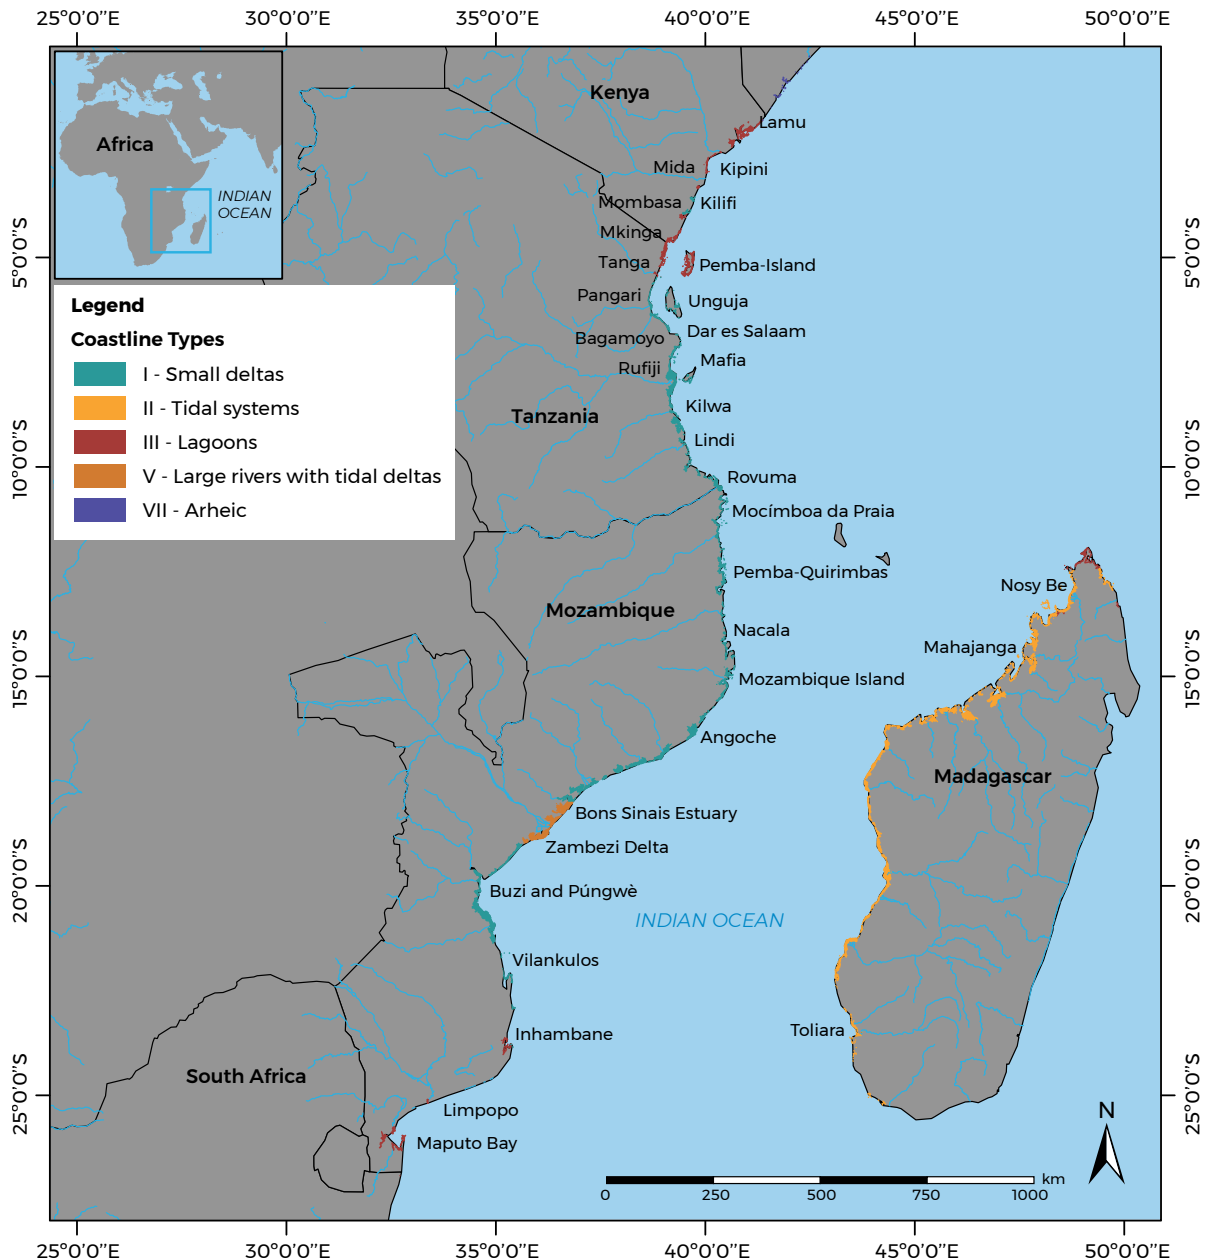 25°0'0"E
30°0'0"E
35°0'0"E
40°0'0"E
45°0'0"E
50°0'0"E
Africa
INDIAN
OCEAN
Kenya
Lamu
Mida
Kipini
Mombasa
Kilifi
Mkinga
Tanga
Pemba-Island
Pangari
Unguja
Bagamoyo
Dar es Salaam
Rufiji
Mafia
Tanzania
Kilwa
Lindi
Rovuma
Mocímboa da Praia
Pemba-Quirimbas
Mozambique
Nacala
Mozambique Island
Angoche
Bons Sinais Estuary
Zambezi Delta
Buzi and Púngwè
INDIAN OCEAN
Vilankulos
Inhambane
South Africa
Limpopo
Maputo Bay
Nosy Be
Mahajanga
Madagascar
Toliara
Legend
Coastline Types
I - Small deltas
II - Tidal systems
III - Lagoons
V - Large rivers with tidal deltas
VII - Arheic
5°0'0"S
10°0'0"S
15°0'0"S
20°0'0"S
25°0'0"S
5°0'0"S
10°0'0"S
15°0'0"S
20°0'0"S
25°0'0"S
N
km
0
250
500
750
1000
25°0'0"E
30°0'0"E
35°0'0"E
40°0'0"E
45°0'0"E
50°0'0"E